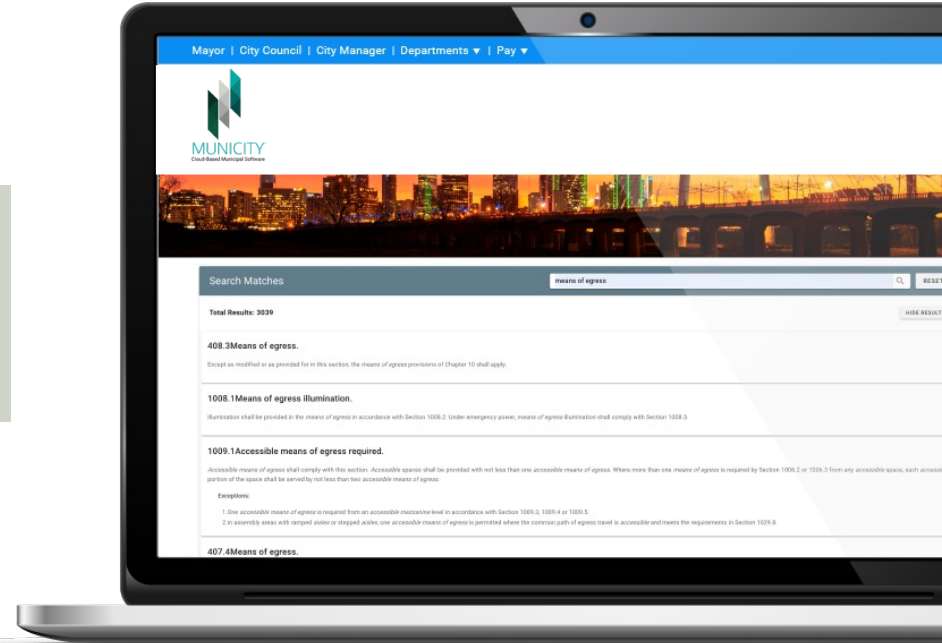 Mayor | City Council | City Manager | Departments ▼ | Pay ▼
MUNICITY
Cloud-Based Municipal Software
Search Matches
means of egress
RESET
Total Results: 3039
HIDE RESULT
408.3Means of egress.
Except as modified or as provided for in this section, the means of egress provisions of Chapter 10 shall apply.
1008.1Means of egress illumination.
Illumination shall be provided in the means of egress in accordance with Section 1008.2. Under emergency power, means of egress illumination shall comply with Section 1008.3.
1009.1Accessible means of egress required.
Accessible means of egress shall comply with this section. Accessible spaces shall be provided with not less than one accessible means of egress. Where more than one means of egress is required by Section 1006.2 or 1006.3 from any accessible space, each accesse
portion of the space shall be served by not less than two accessible means of egress.
Exceptions:
1. One accessible means of egress is required from an accessible mezzanine level in accordance with Section 1009.3, 1009.4 or 1009.5.
2. In assembly areas with ramped aisles or stepped aisles, one accessible means of egress is permitted where the common path of egress travel is accessible and meets the requirements in Section 1029.8.
407.4Means of egress.